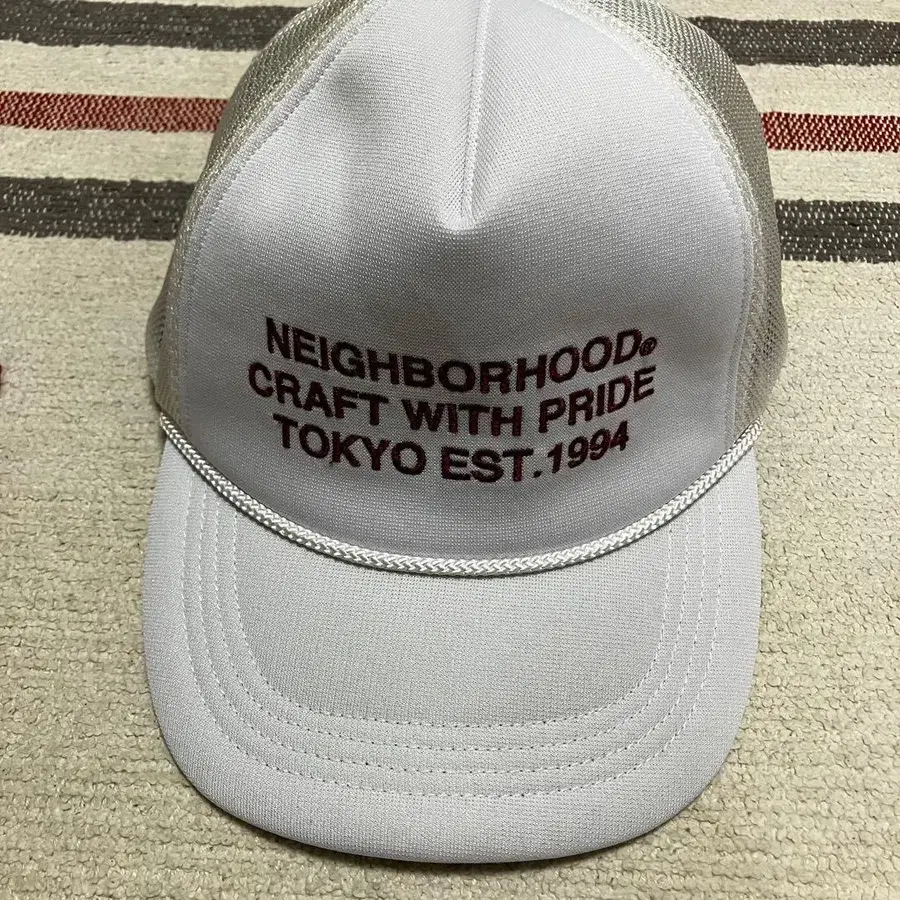 NEIGHBORHOOD®
CRAFT WITH PRIDE
TOKYO EST.1994